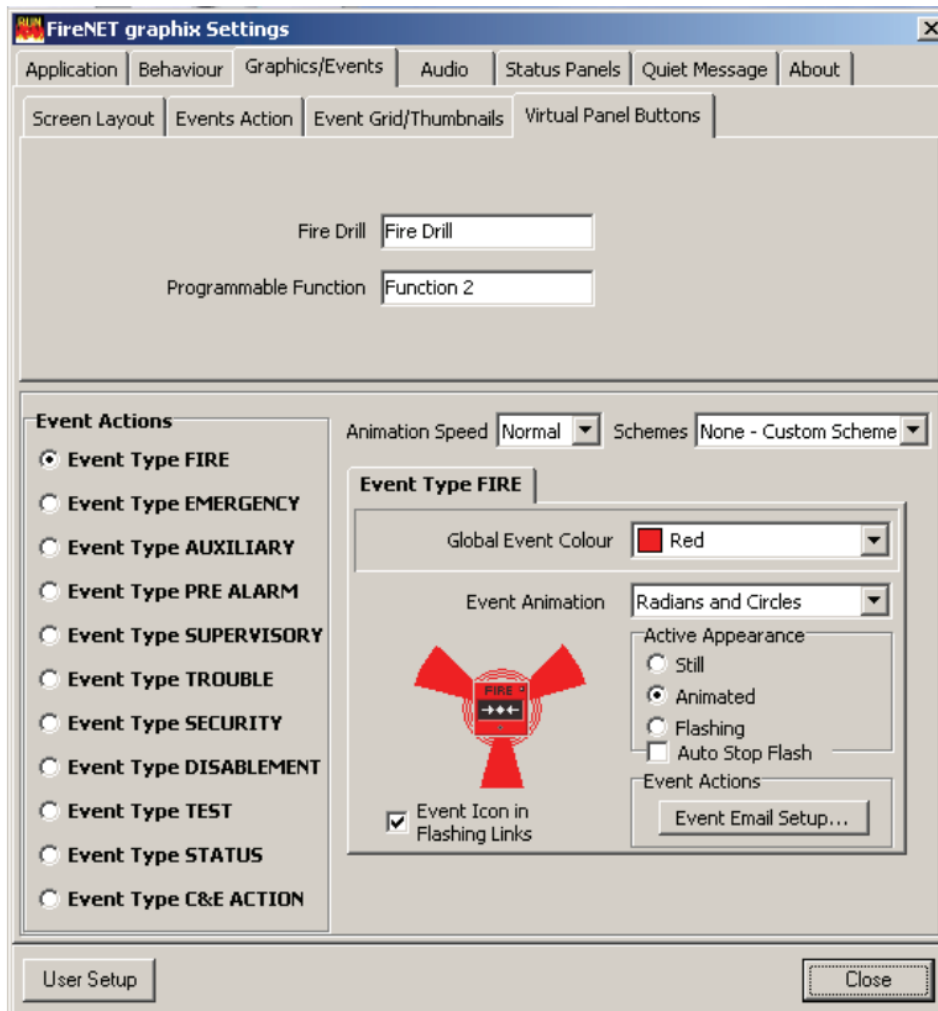 RUN
FireNET graphix Settings
Application Behaviour Graphics/Events Audio Status Panels Quiet Message About
Screen Layout Events Action Event Grid/Thumbnails Virtual Panel Buttons
Fire Drill Fire Drill
Programmable Function Function 2
Event Actions
Event Type FIRE
Event Type EMERGENCY
Event Type AUXILIARY
Event Type PRE ALARM
Event Type SUPERVISORY
Event Type TROUBLE
Event Type SECURITY
Event Type DISABLEMENT
Event Type TEST
Event Type STATUS
Event Type C&E ACTION
Animation Speed Normal Schemes None - Custom Scheme
Event Type FIRE
Global Event Colour Red
Event Animation Radians and Circles
FIRE
Active Appearance
Still
Animated
Flashing
Auto Stop Flash
Event Icon in
Flashing Links
Event Actions
Event Email Setup...
User Setup Close